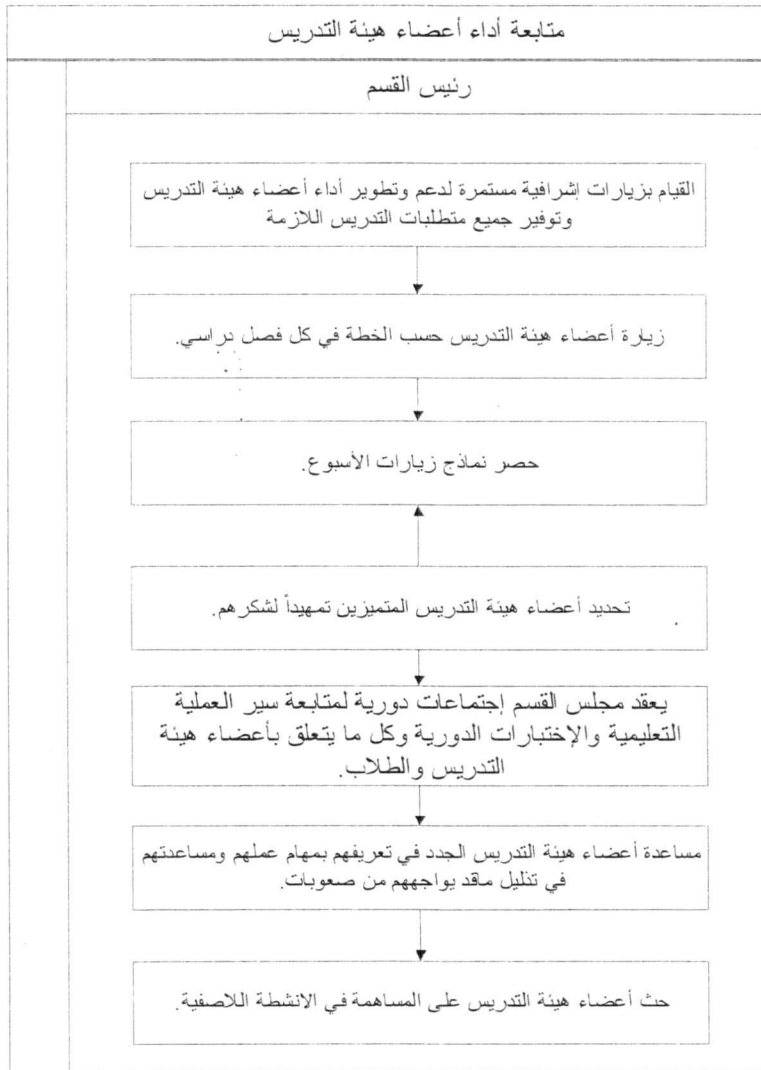 متابعة أداء أعضاء هيئة التدريس
رئيس القسم
القيام بزيارات إشرافية مستمرة لدعم وتطوير أداء أعضاء هيئة التدريس
وتوفير جميع متطلبات التدريس اللازمة
زيارة أعضاء هيئة التدريس حسب الخطة في كل فصل دراسي.
حصر نماذج زيارات الأسبوع.
تحديد أعضاء هيئة التدريس المتميزين تمهيداً لشكرهم.
يعقد مجلس القسم إجتماعات دورية لمتابعة سير العملية
التعليمية والإختبارات الدورية وكل ما يتعلق بأعضاء هيئة
التدريس والطلاب.
مساعدة أعضاء هيئة التدريس الجدد في تعريفهم بمهام عملهم ومساعدتهم
في تذليل ماقد يواجههم من صعوبات.
حث أعضاء هيئة التدريس على المساهمة في الانشطة اللاصفية.